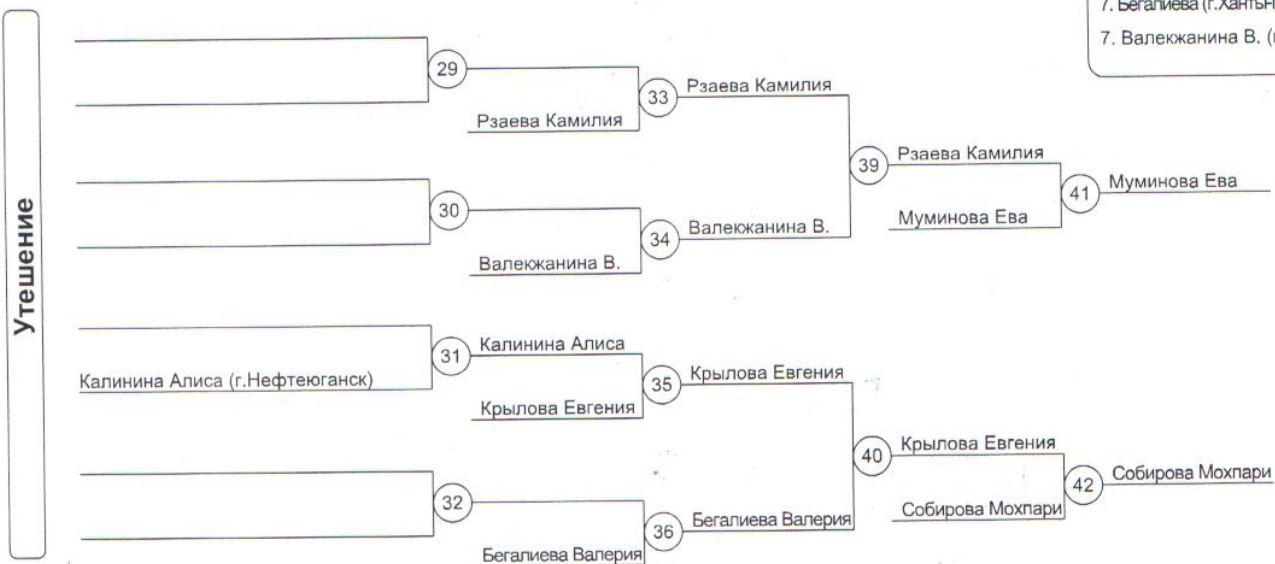 7. Бегалиева
7. Валекжанина В.
Утешение
29
Рзаева Камилия
33
Рзаева Камилия
39
Рзаева Камилия
41
Муминова Ева
Муминова Ева
30
Валекжанина В.
34
Валекжанина В.
31
Калинина Алиса
Калинина Алиса (г.Нефтеюганск)
Крылова Евгения
35
Крылова Евгения
40
Крылова Евгения
42
Собирова Мохпари
Собирова Мохпари
32
Бегалиева Валерия
36
Бегалиева Валерия